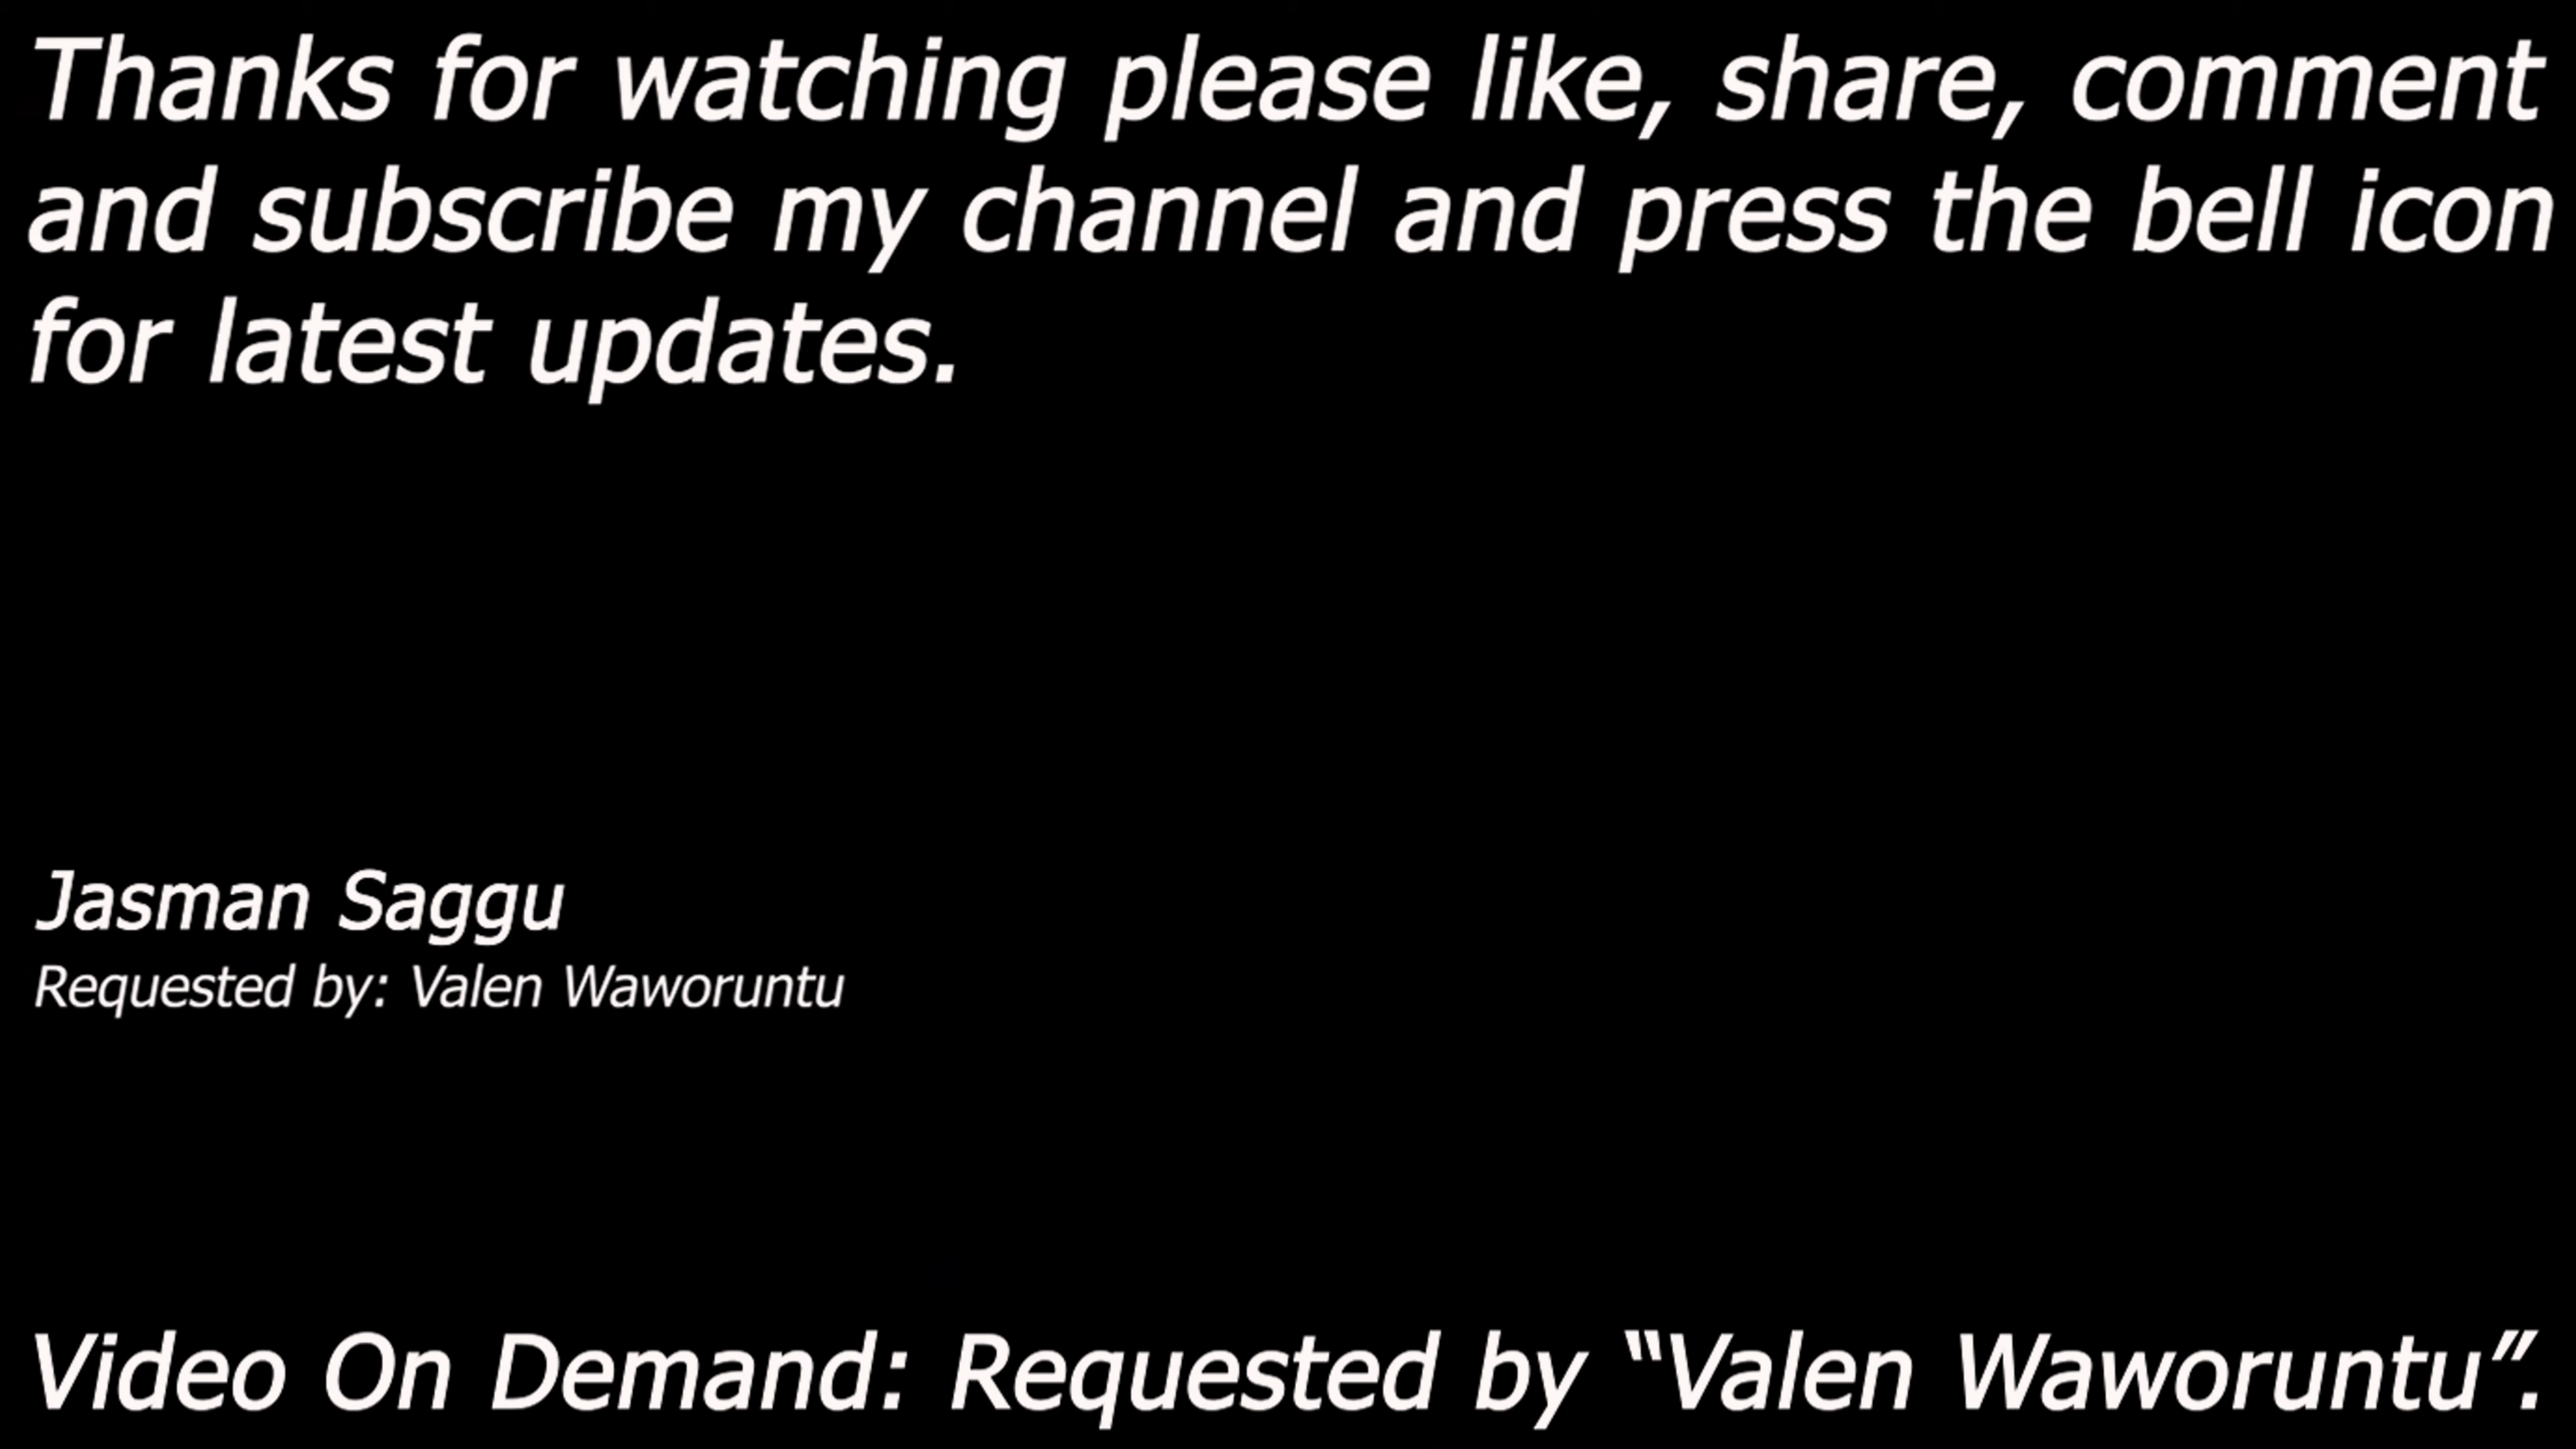 Thanks for watching please like, share, comment
and subscribe my channel and press the bell icon
for latest updates.
Jasman Saggu
Requested by: Valen Waworuntu
Video On Demand: Requested by “Valen Waworuntu”.